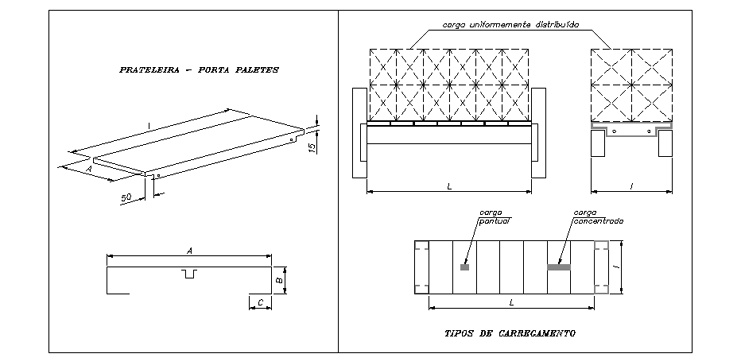 PRATELEIRA - PORTA PALETES
l
A
50
15
A
B
C
carga uniformemente distribuída
L
l
carga
pontual
carga
concentrada
l
L
TIPOS DE CARREGAMENTO